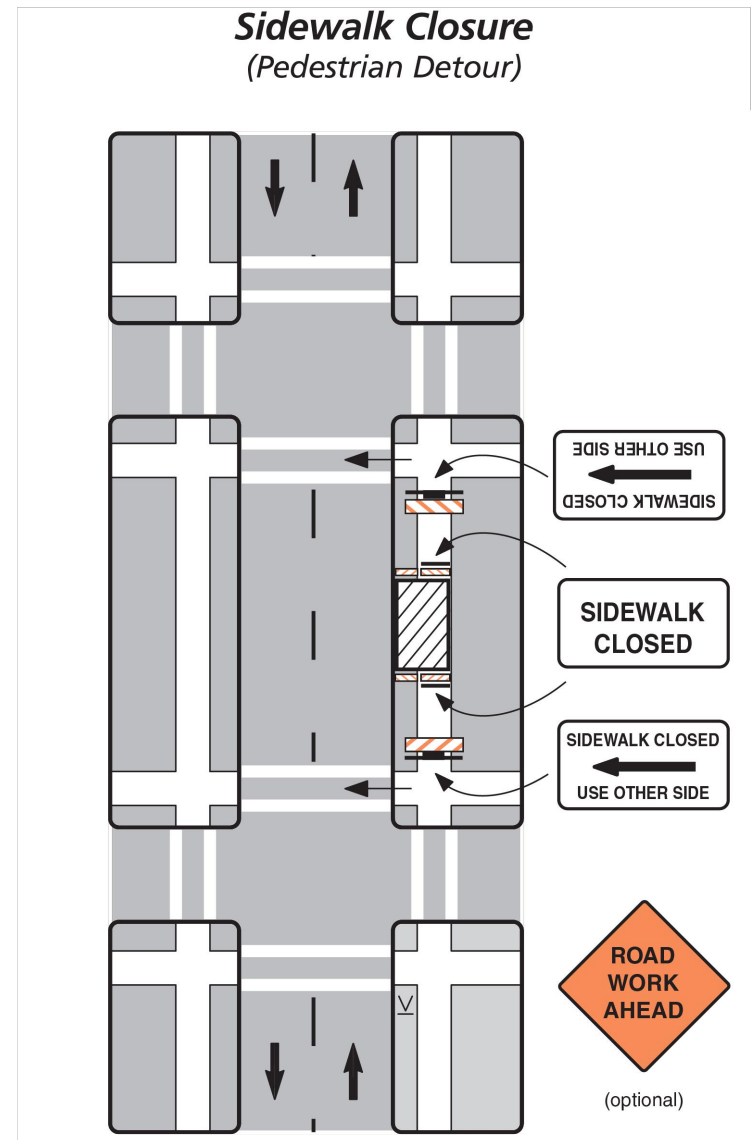 Sidewalk Closure
(Pedestrian Detour)
USE OTHER SIDE
SIDEWALK CLOSED
SIDEWALK
CLOSED
SIDEWALK CLOSED
USE OTHER SIDE
ROAD
WORK
AHEAD
(optional)